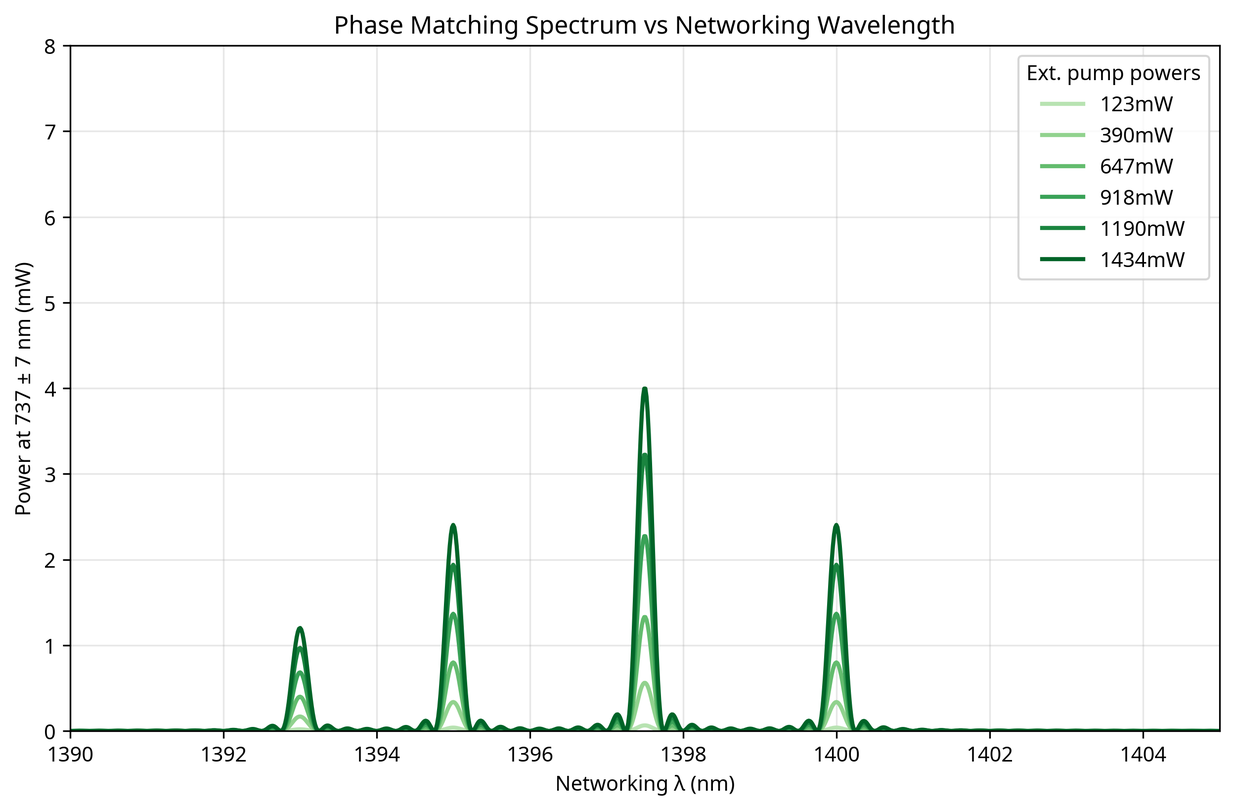 Phase Matching Spectrum vs Networking Wavelength
8
7
6
5
4
3
2
1
0
Power at 737 ± 7 nm (mW)
Ext. pump powers
123mW
390mW
647mW
918mW
1190mW
1434mW
1390 1392 1394 1396 1398 1400 1402 1404
Networking λ (nm)